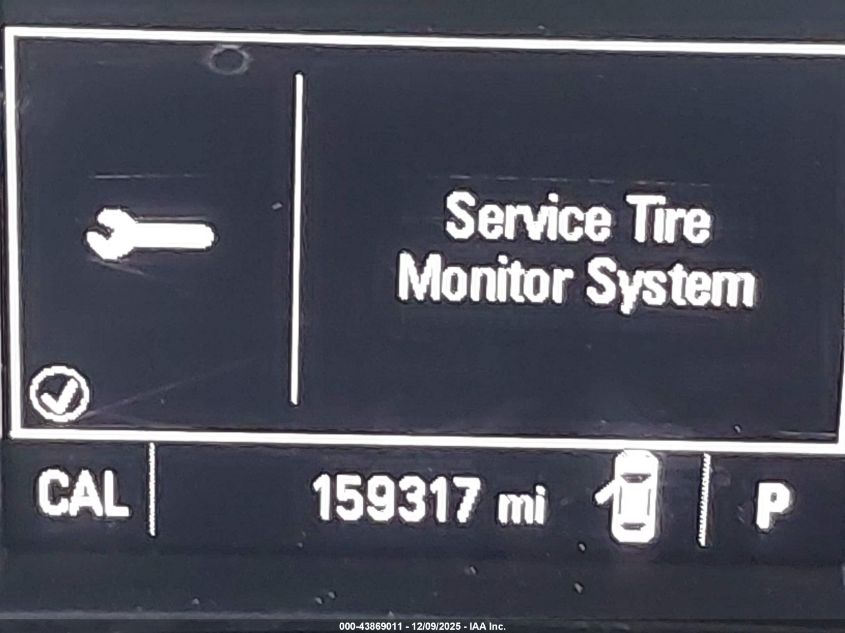 Service Tire
Monitor System
CAL
159317 mi
P
000-43869011 - 12/09/2025 - IAA Inc.